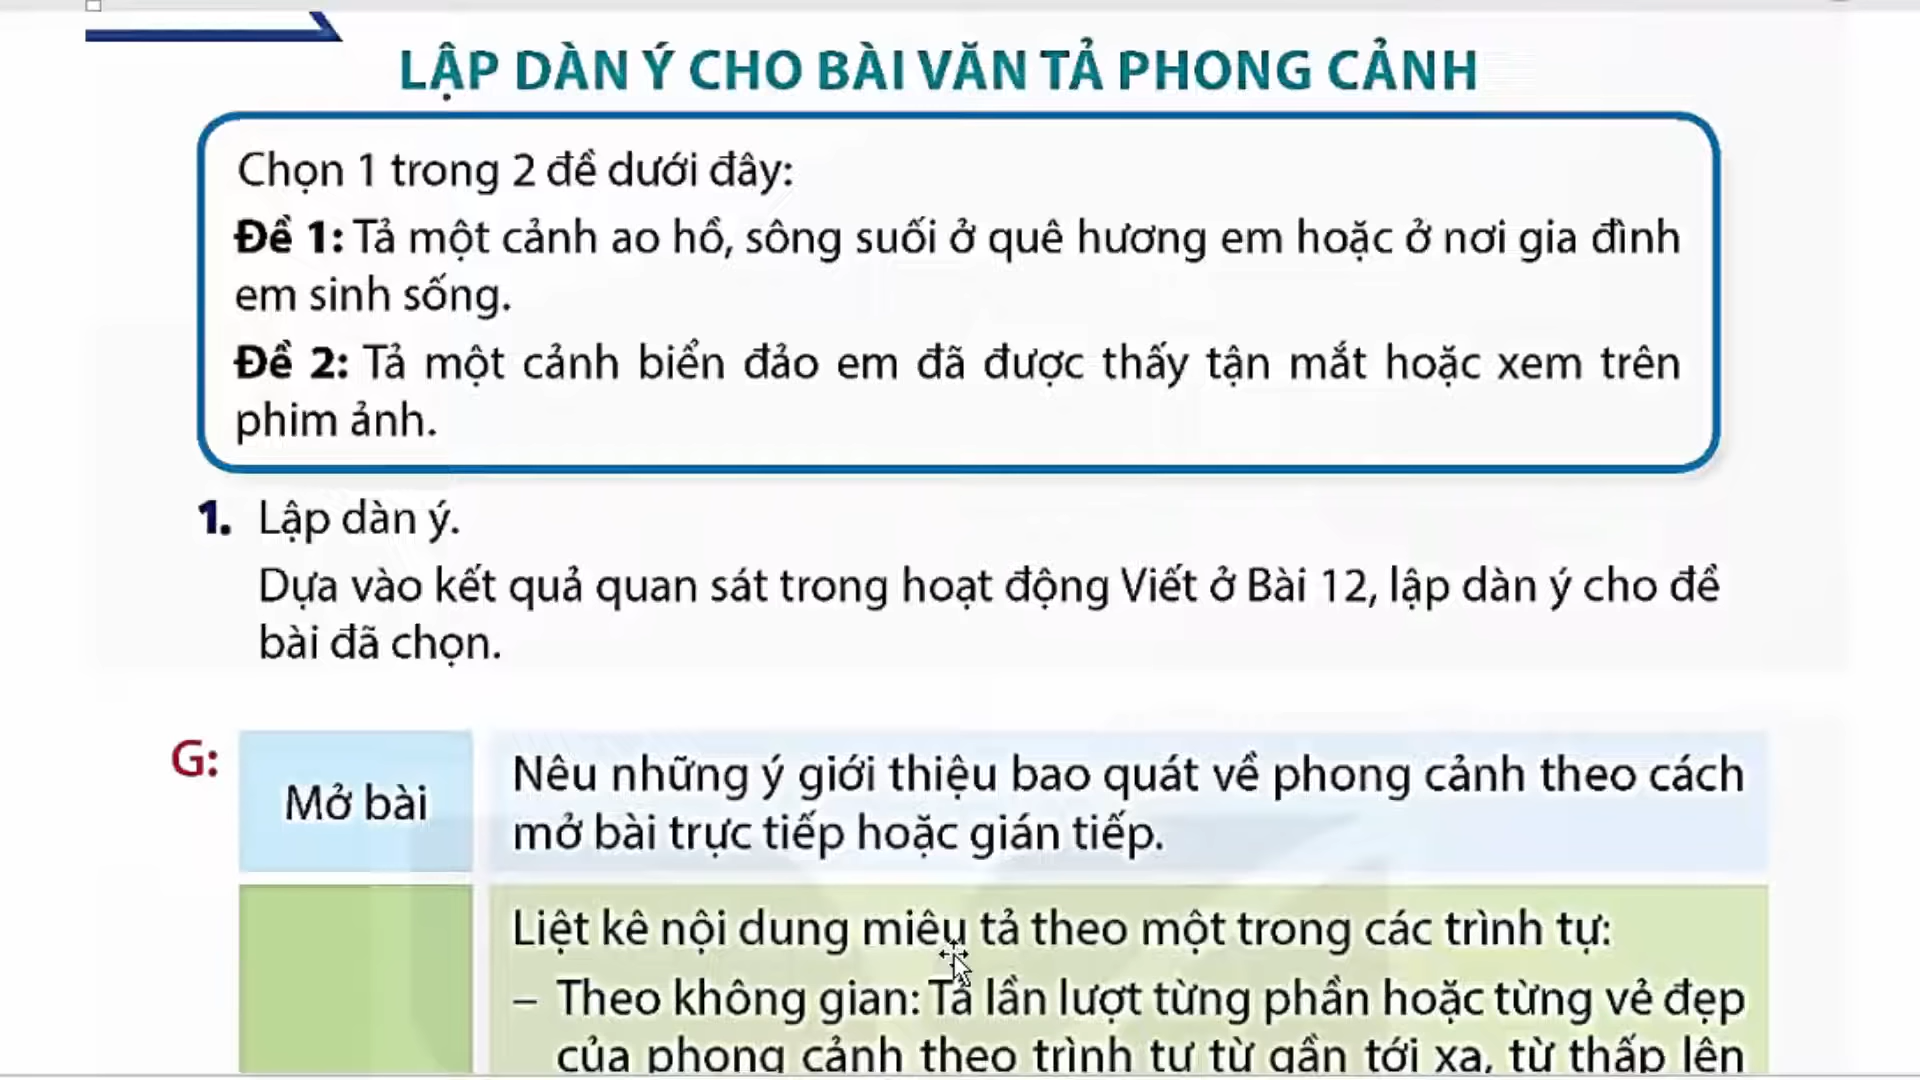 LẬP DÀN Ý CHO BÀI VĂN TẢ PHONG CẢNH
Chọn 1 trong 2 đề dưới đây:
Đề 1: Tả một cảnh ao hồ, sông suối ở quê hương em hoặc ở nơi gia đình
em sinh sống.
Đề 2: Tả một cảnh biển đảo em đã được thấy tận mắt hoặc xem trên
phim ảnh.
1. Lập dàn ý.
Dựa vào kết quả quan sát trong hoạt động Viết ở Bài 12, lập dàn ý cho đề
bài đã chọn.
G:
Mở bài
Nêu những ý giới thiệu bao quát về phong cảnh theo cách
mở bài trực tiếp hoặc gián tiếp.
Liệt kê nội dung miêu tả theo một trong các trình tự:
– Theo không gian: Tả lần lượt từng phần hoặc từng vẻ đẹp
của phong cảnh theo trình tự từ gần tới xa, từ thấp lên